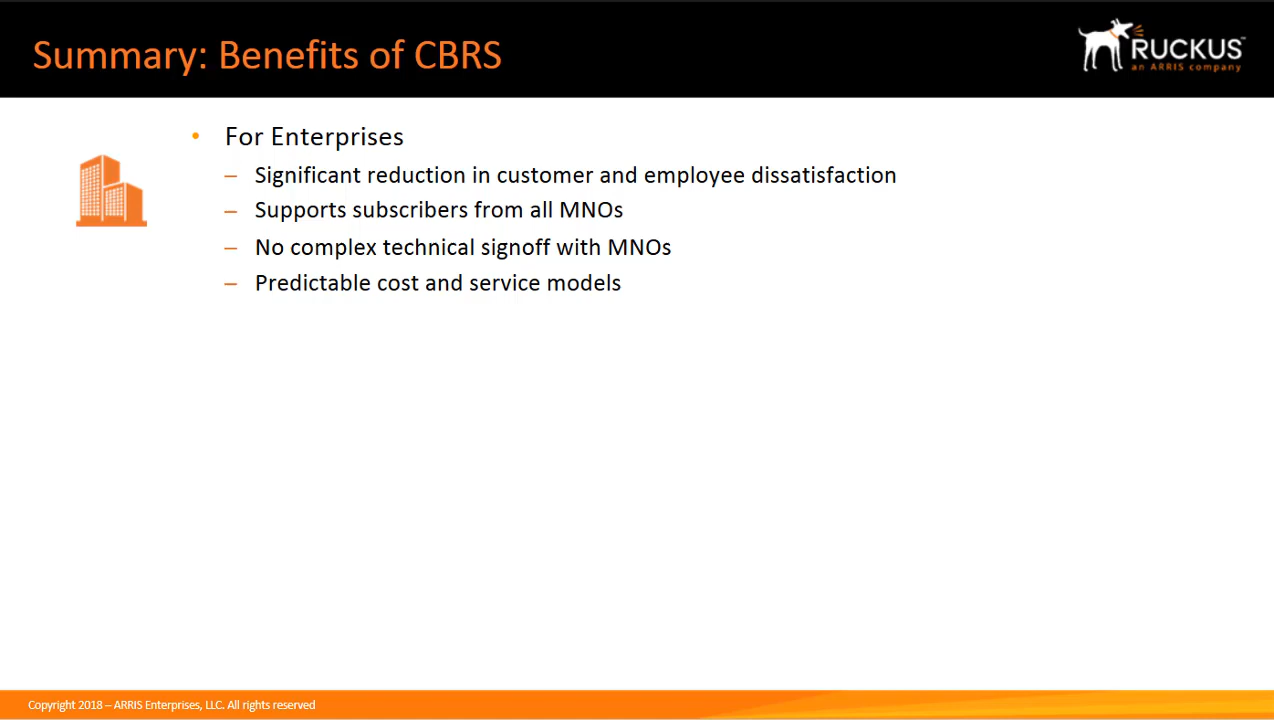 Summary: Benefits of CBRS
RUCKUS™
an ARRIS company
• For Enterprises
– Significant reduction in customer and employee dissatisfaction
– Supports subscribers from all MNOs
– No complex technical signoff with MNOs
– Predictable cost and service models
Copyright 2018 – ARRIS Enterprises, LLC. All rights reserved